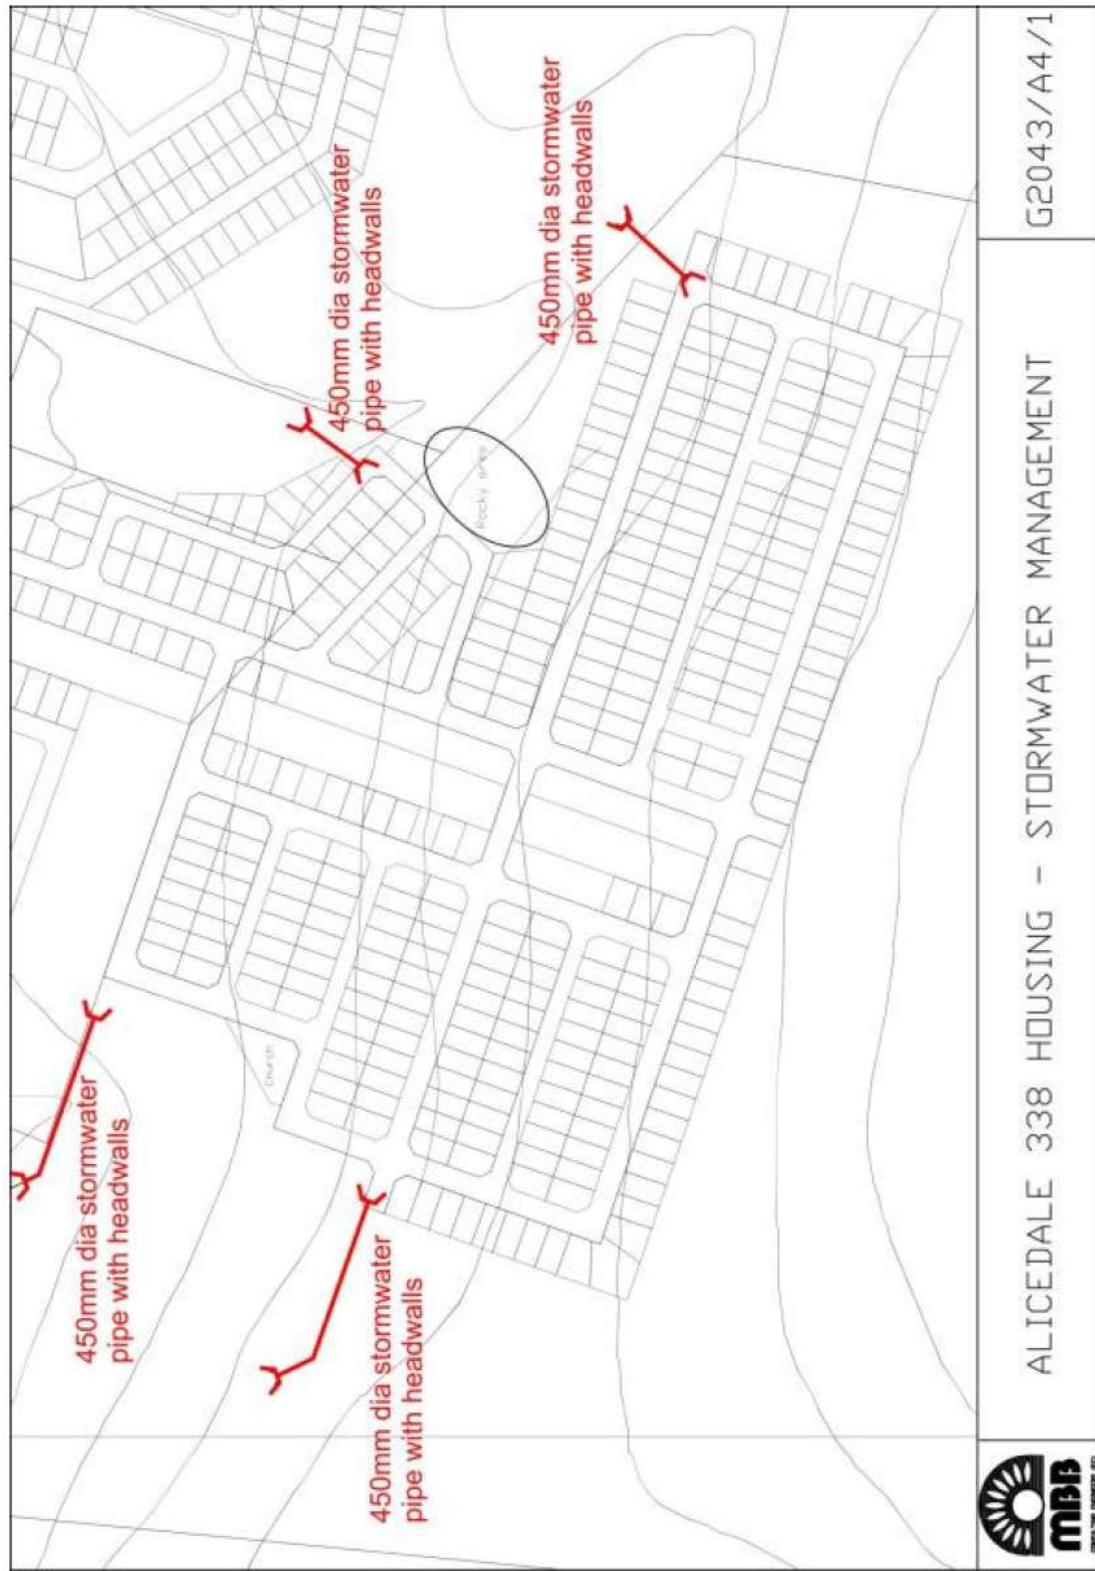 450mm dia stormwater
pipe with headwalls
450mm dia stormwater
pipe with headwalls
450mm dia stormwater
pipe with headwalls
450mm dia stormwater
pipe with headwalls
Church
Rocky area
MBB
ALICEDALE 338 HOUSING - STORMWATER MANAGEMENT
G2043/A4/1